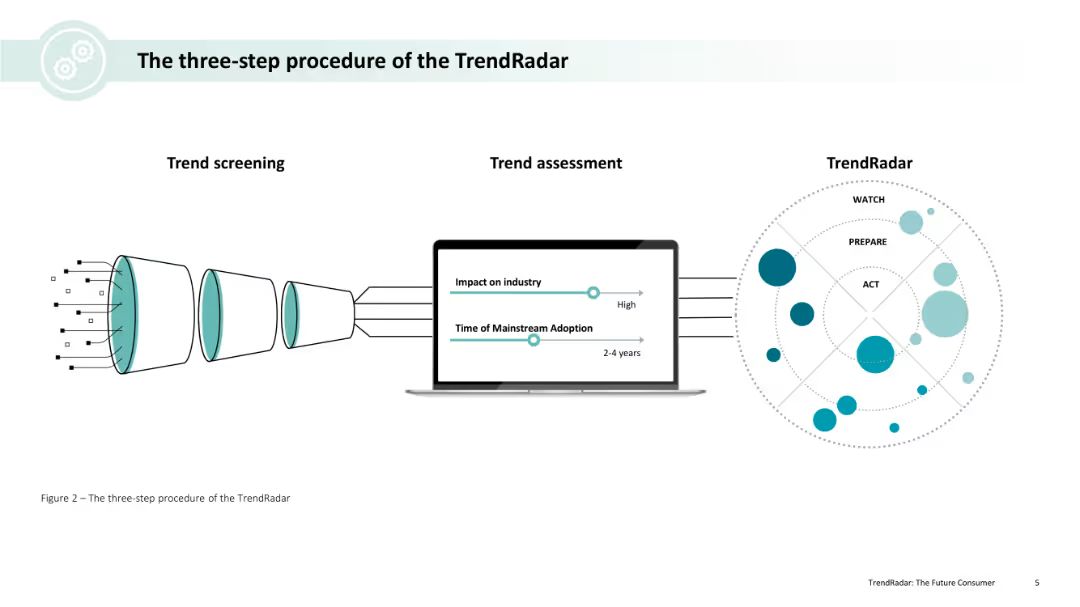 The three-step procedure of the TrendRadar
Trend screening
Trend assessment
TrendRadar
WATCH
PREPARE
ACT
Impact on industry
High
Time of Mainstream Adoption
2-4 years
Figure 2 – The three-step procedure of the TrendRadar
TrendRadar: The Future Consumer
5